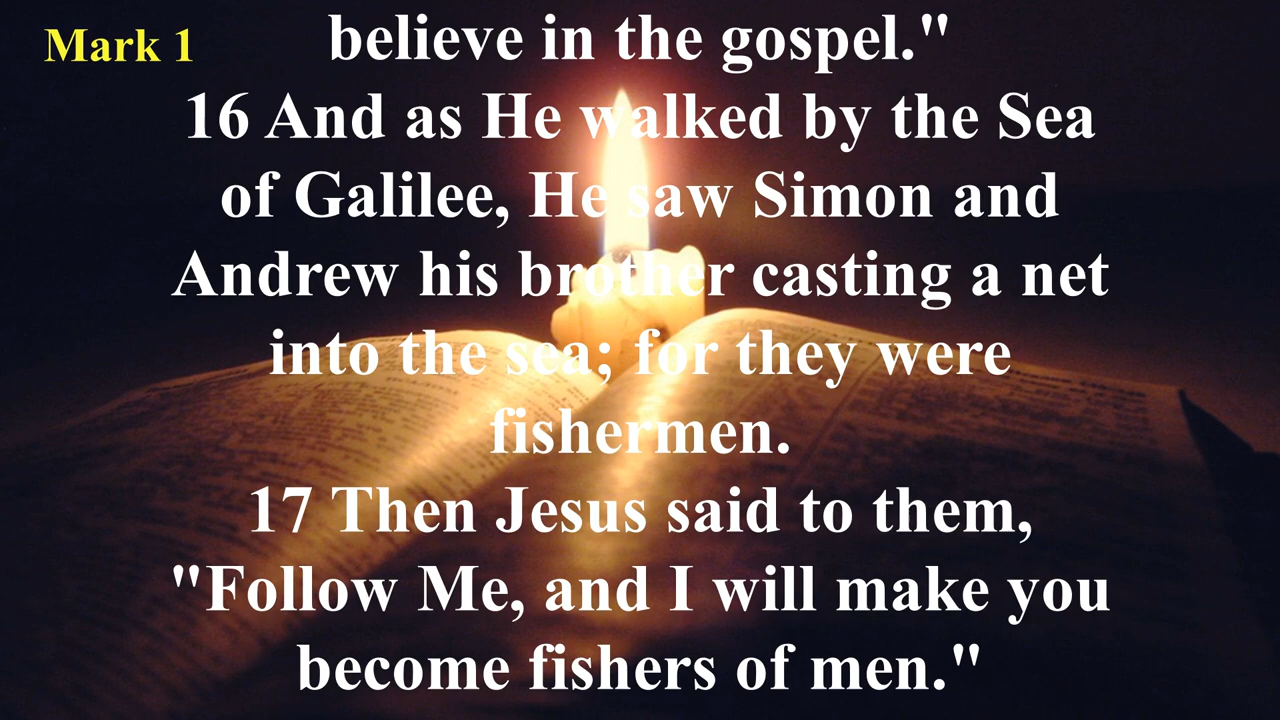 Mark 1
believe in the gospel."
16 And as He walked by the Sea
of Galilee, He saw Simon and
Andrew his brother casting a net
into the sea; for they were
fishermen.
17 Then Jesus said to them,
"Follow Me, and I will make you
become fishers of men."